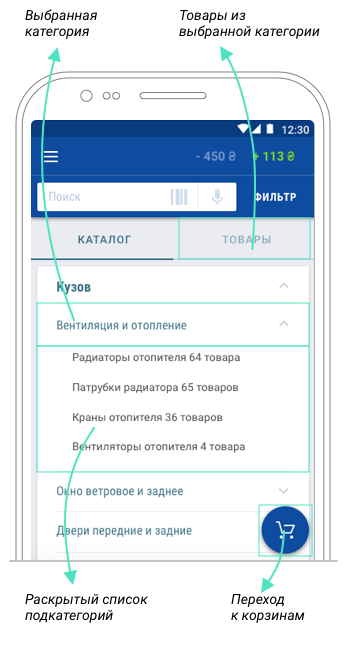 Выбранная
категория
Товары из
выбранной категории
12:30
- 450 ₴
+ 113 ₴
Поиск
ФИЛЬТР
КАТАЛОГ
ТОВАРЫ
Кузов
Вентиляция и отопление
Радиаторы отопителя 64 товара
Патрубки радиатора 65 товаров
Краны отопителя 36 товаров
Вентиляторы отопителя 4 товара
Окно ветровое и заднее
Двери передние и задние
Раскрытый список
подкатегорий
Переход
к корзинам